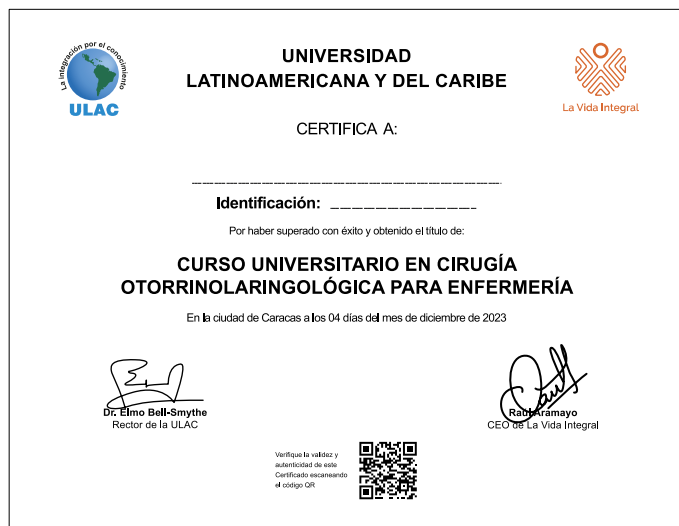 La integración por el conocimiento
ULAC
UNIVERSIDAD
LATINOAMERICANA Y DEL CARIBE
La Vida Integral
CERTIFICA A:
Identificación:
Por haber superado con éxito y obtenido el título de:
CURSO UNIVERSITARIO EN CIRUGÍA
OTORRINOLARINGOLÓGICA PARA ENFERMERÍA
En la ciudad de Caracas a los 04 días del mes de diciembre de 2023
Dr. Elmo Bell-Smythe
Rector de la ULAC
Raúl Aramayo
CEO de La Vida Integral
Verifique la validez y
autenticidad de este
Certificado escaneando
el código QR